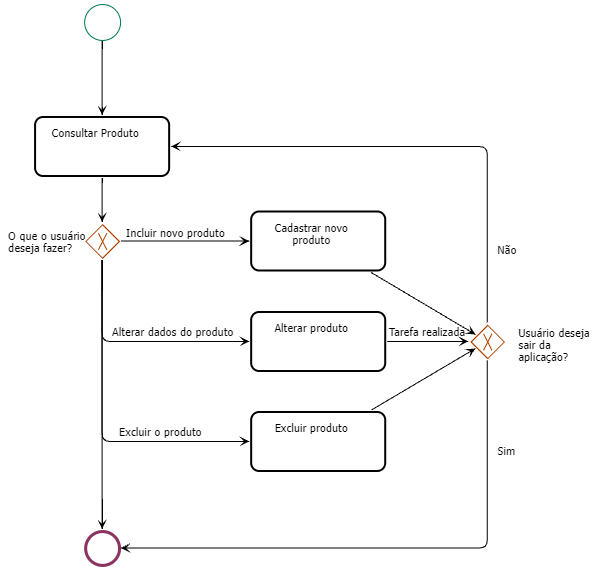 Consultar Produto
O que o usuário
deseja fazer?
Incluir novo produto
Cadastrar novo
produto
Não
Alterar dados do produto
Alterar produto
Tarefa realizada
Usuário deseja
sair da
aplicação?
Excluir o produto
Excluir produto
Sim